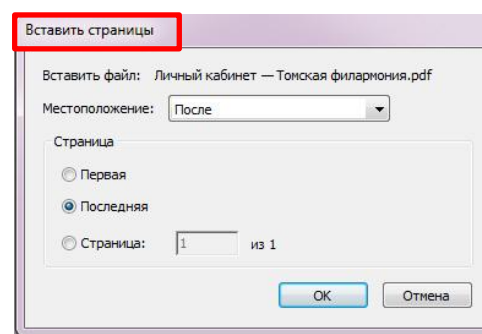 Вставить страницы
Вставить файл: Личный кабинет — Томская филармония.pdf
Местоположение: После
Страница
Первая
Последняя
Страница: 1 из 1
OK Отмена